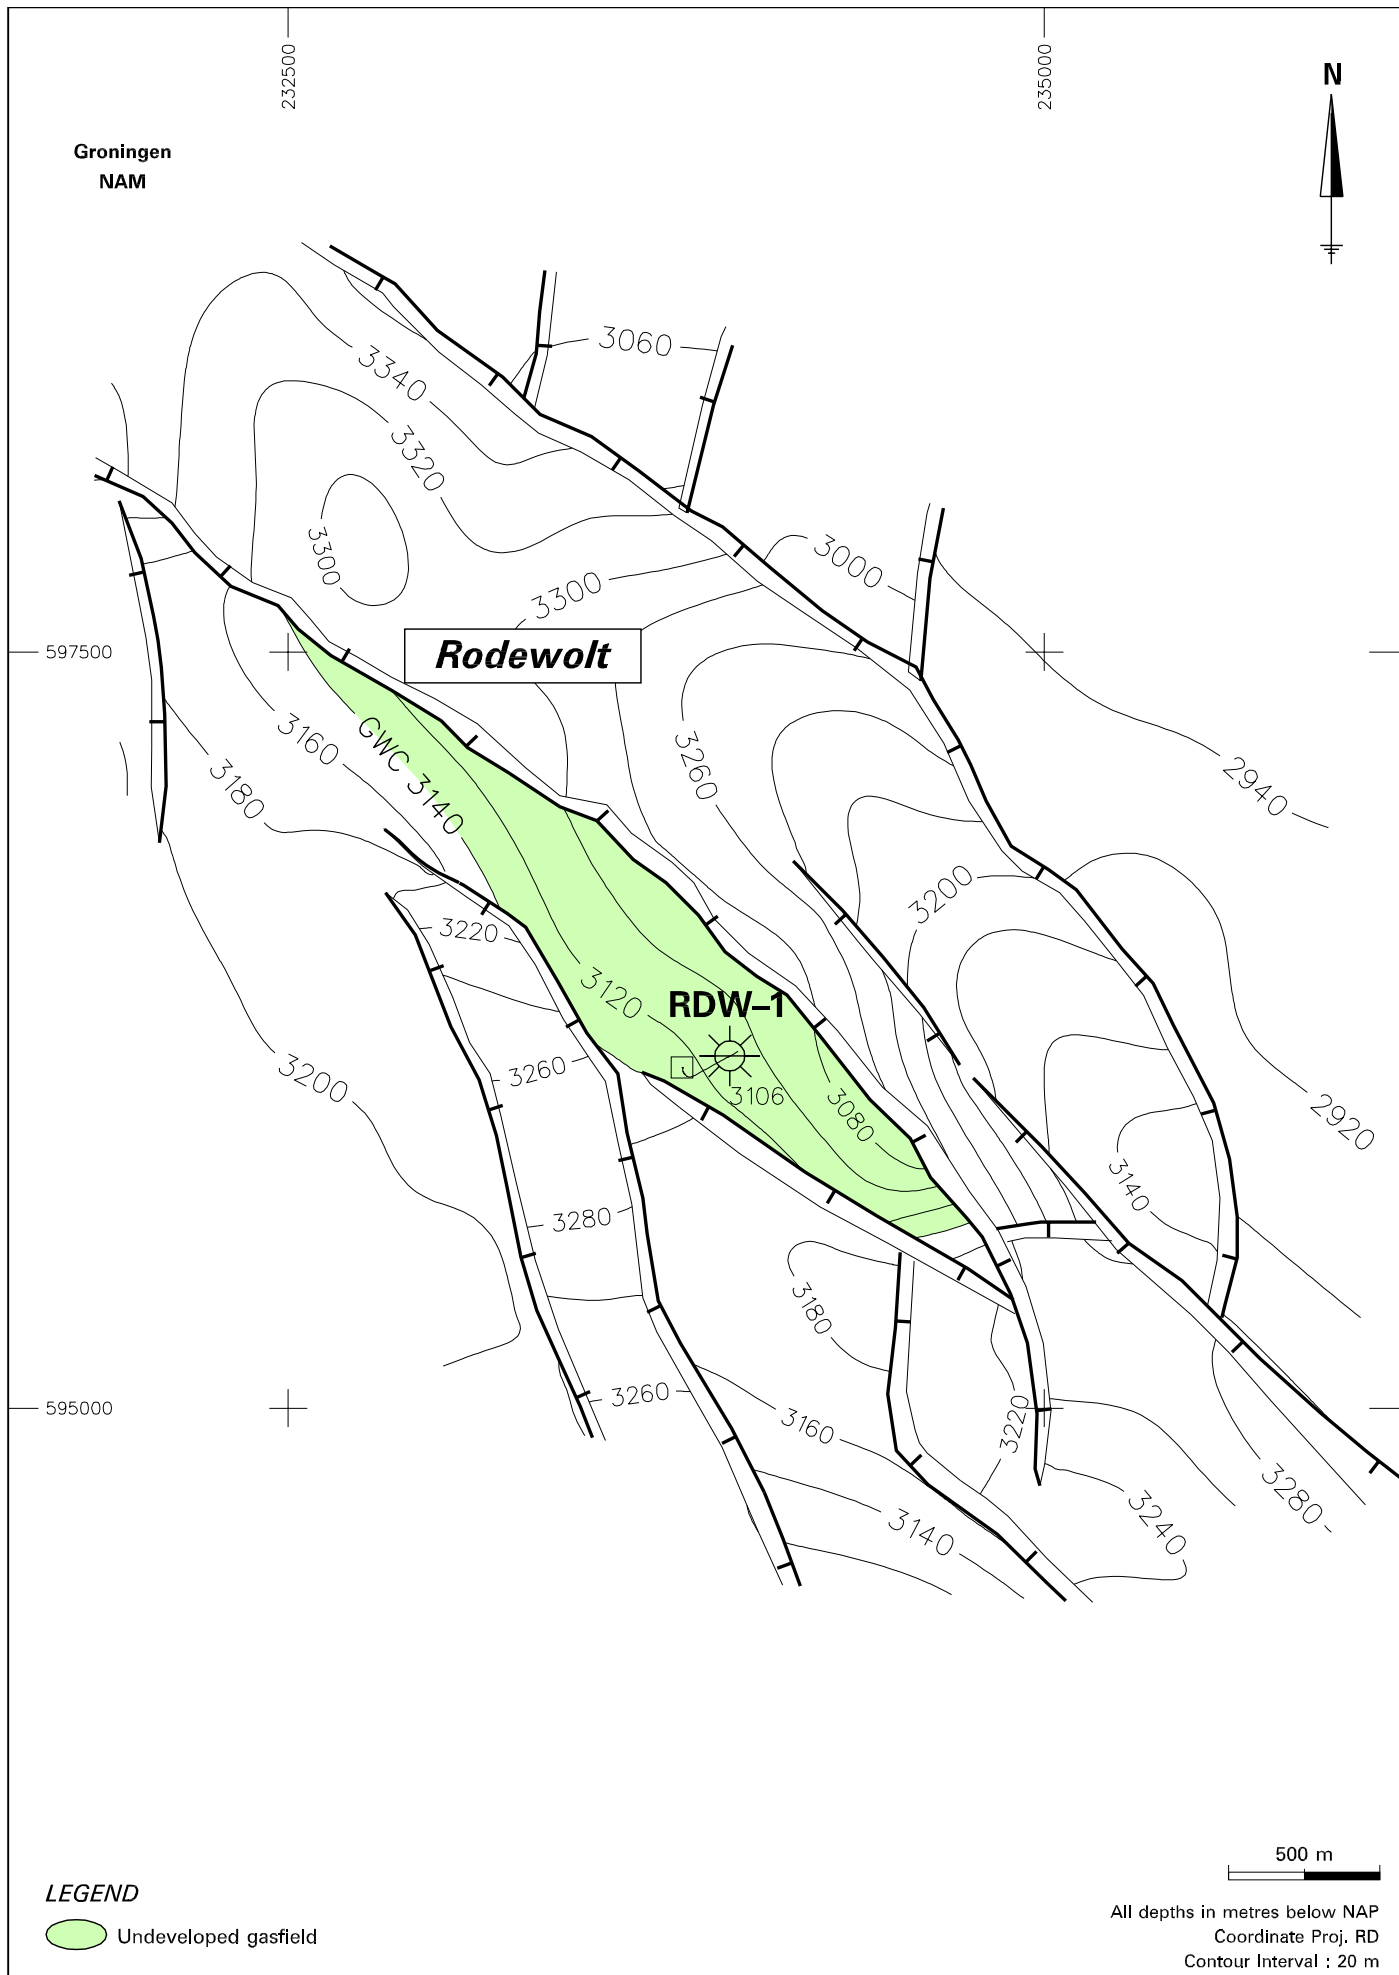 232500
235000
N
Groningen
NAM
3060
3340
3320
3300
3000
3300
597500
Rodewolt
3160
GWC 3140
3260
2940
3180
3200
3220
3120
RDW–1
3260
3106
3080
3200
2920
3140
3280
3180
3260
595000
3160
3220
3280
3140
3240
500 m
LEGEND
Undeveloped gasfield
All depths in metres below NAP
Coordinate Proj. RD
Contour Interval : 20 m